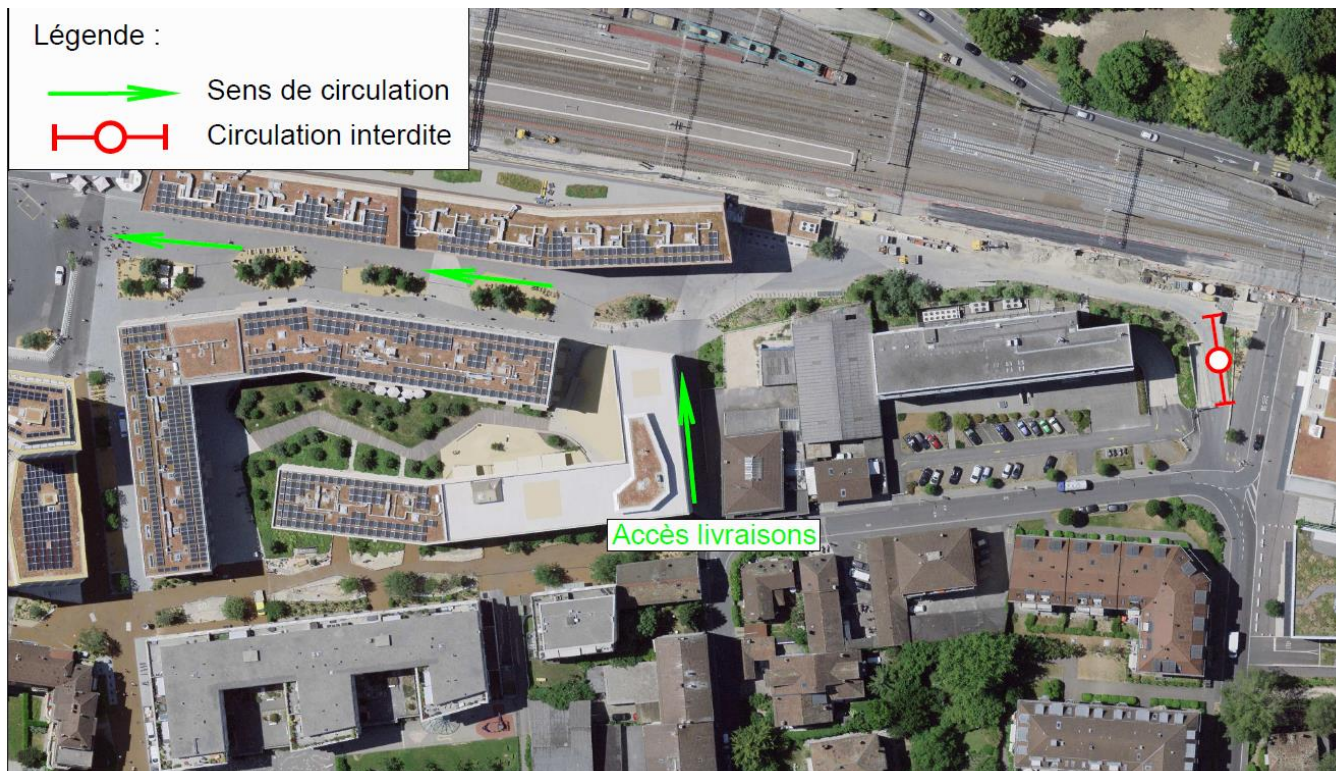 Légende :
Sens de circulation
Circulation interdite
Accès livraisons